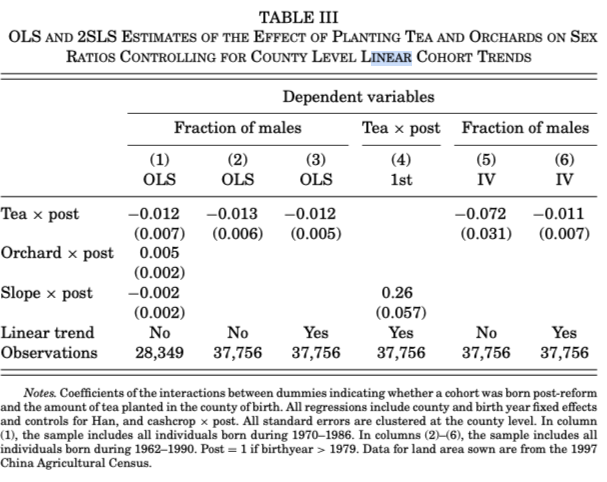 TABLE III
OLS AND 2SLS ESTIMATES OF THE EFFECT OF PLANTING TEA AND ORCHARDS ON SEX
RATIOS CONTROLLING FOR COUNTY LEVEL LINEAR COHORT TRENDS
Dependent variables
Fraction of males Tea × post Fraction of males
(1) (2) (3) (4) (5) (6)
OLS OLS OLS 1st IV IV
Tea × post −0.012 −0.013 −0.012 −0.072 −0.011
(0.007) (0.006) (0.005) (0.031) (0.007)
Orchard × post 0.005
(0.002)
Slope × post −0.002 0.26
(0.002) (0.057)
Linear trend No No Yes Yes No Yes
Observations 28,349 37,756 37,756 37,756 37,756 37,756
Notes. Coefficients of the interactions between dummies indicating whether a cohort was born post-reform
and the amount of tea planted in the county of birth. All regressions include county and birth year fixed effects
and controls for Han, and cashcrop × post. All standard errors are clustered at the county level. In column
(1), the sample includes all individuals born during 1970–1986. In columns (2)–(6), the sample includes all
individuals born during 1962–1990. Post = 1 if birthyear > 1979. Data for land area sown are from the 1997
China Agricultural Census.